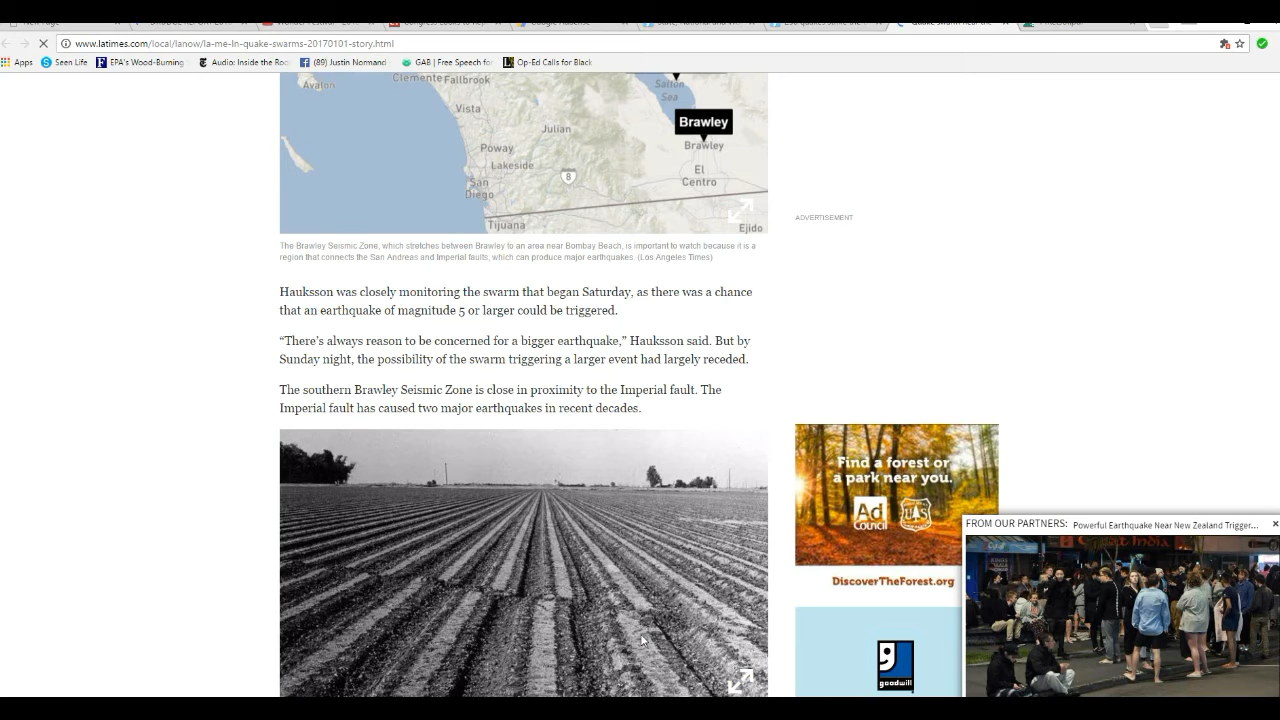 www.latimes.com/local/lanow/la-me-ln-quake-swarms-20170101-story.html
Apps
Seen Life
EPA's Wood-Burning
Audio: Inside the Ro
(89) Justin Normand
GAB | Free Speech for
Op-Ed Calls for Black
Avalon
Clemente
Fallbrook
Salton
Sea
Vista
Julian
Brawley
Poway
Brawley
Lakeside
El
Centro
8
San
Diego
Tijuana
Ejido
ADVERTISEMENT
The Brawley Seismic Zone, which stretches between Brawley to an area near Bombay Beach, is important to watch because it is a
region that connects the San Andreas and Imperial faults, which can produce major earthquakes. (Los Angeles Times)
Hauksson was closely monitoring the swarm that began Saturday, as there was a chance
that an earthquake of magnitude 5 or larger could be triggered.
“There’s always reason to be concerned for a bigger earthquake,” Hauksson said. But by
Sunday night, the possibility of the swarm triggering a larger event had largely receded.
The southern Brawley Seismic Zone is close in proximity to the Imperial fault. The
Imperial fault has caused two major earthquakes in recent decades.
Find a forest or
a park near you.
Ad
Council
US
DiscoverTheForest.org
FROM OUR PARTNERS: Powerful Earthquake Near New Zealand Trigger...
Great India
goodwill